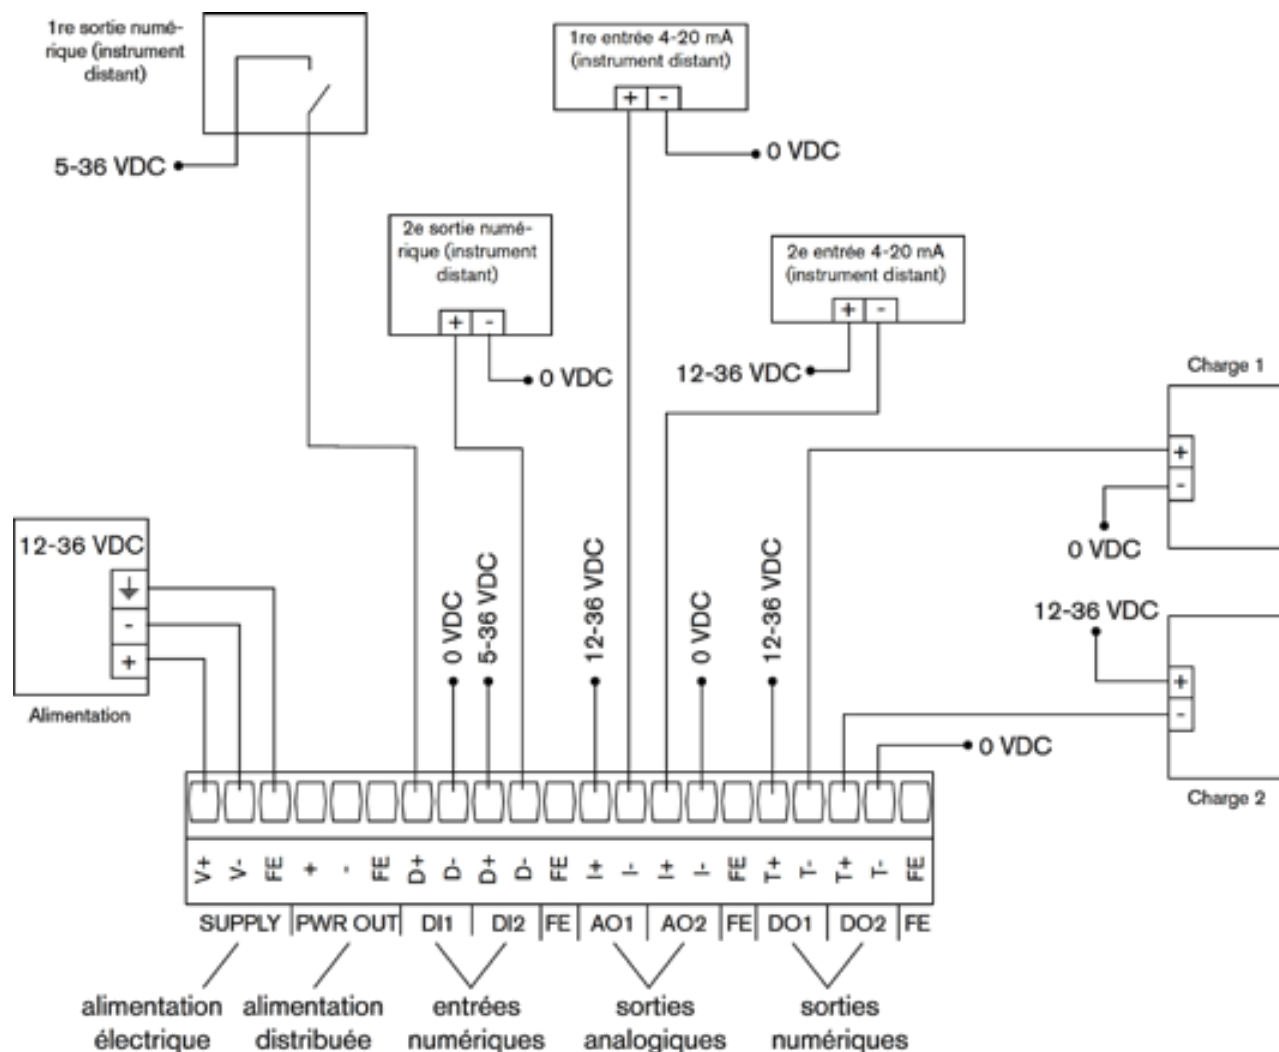 1re sortie numé-
rique (instrument
distant)
5-36 VDC
1re entrée 4-20 mA
(instrument distant)
+ -
0 VDC
2e sortie numé-
rique (instrument
distant)
+ -
0 VDC
2e entrée 4-20 mA
(instrument distant)
+ -
12-36 VDC
Charge 1
+
-
0 VDC
12-36 VDC
-
+
Alimentation
0 VDC
5-36 VDC
12-36 VDC
0 VDC
12-36 VDC
12-36 VDC
+
-
0 VDC
Charge 2
V+ V- FE + - FE D+ D- D+ D- FE I+ I- I+ I- FE T+ T- T+ T- FE
SUPPLY PWR OUT DI1 DI2 FE AO1 AO2 FE DO1 DO2 FE
alimentation
électrique
alimentation
distribuée
entrées
numériques
sorties
analogiques
sorties
numériques